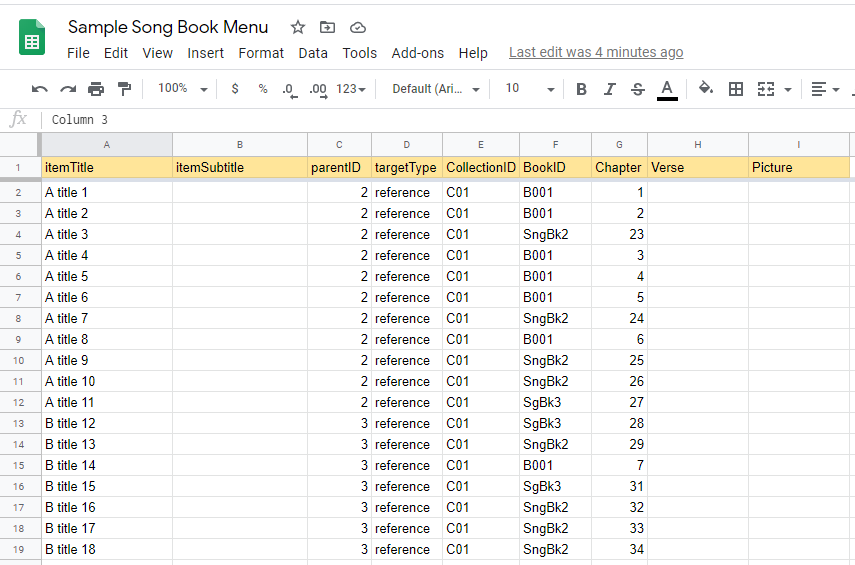 Sample Song Book Menu
File Edit View Insert Format Data Tools Add-ons Help Last edit was 4 minutes ago
100% $ % .0 .00 123 Default (Ari... 10 B I S A
fx Column 3
A B C D E F G H I
1 itemTitle itemSubtitle parentID targetType CollectionID BookID Chapter Verse Picture
2 A title 1 2 reference C01 B001 1
3 A title 2 2 reference C01 B001 2
4 A title 3 2 reference C01 SngBk2 23
5 A title 4 2 reference C01 B001 3
6 A title 5 2 reference C01 B001 4
7 A title 6 2 reference C01 B001 5
8 A title 7 2 reference C01 SngBk2 24
9 A title 8 2 reference C01 B001 6
10 A title 9 2 reference C01 SngBk2 25
11 A title 10 2 reference C01 SngBk2 26
12 A title 11 2 reference C01 SgBk3 27
13 B title 12 3 reference C01 SgBk3 28
14 B title 13 3 reference C01 SngBk2 29
15 B title 14 3 reference C01 B001 7
16 B title 15 3 reference C01 SgBk3 31
17 B title 16 3 reference C01 SngBk2 32
18 B title 17 3 reference C01 SngBk2 33
19 B title 18 3 reference C01 SngBk2 34